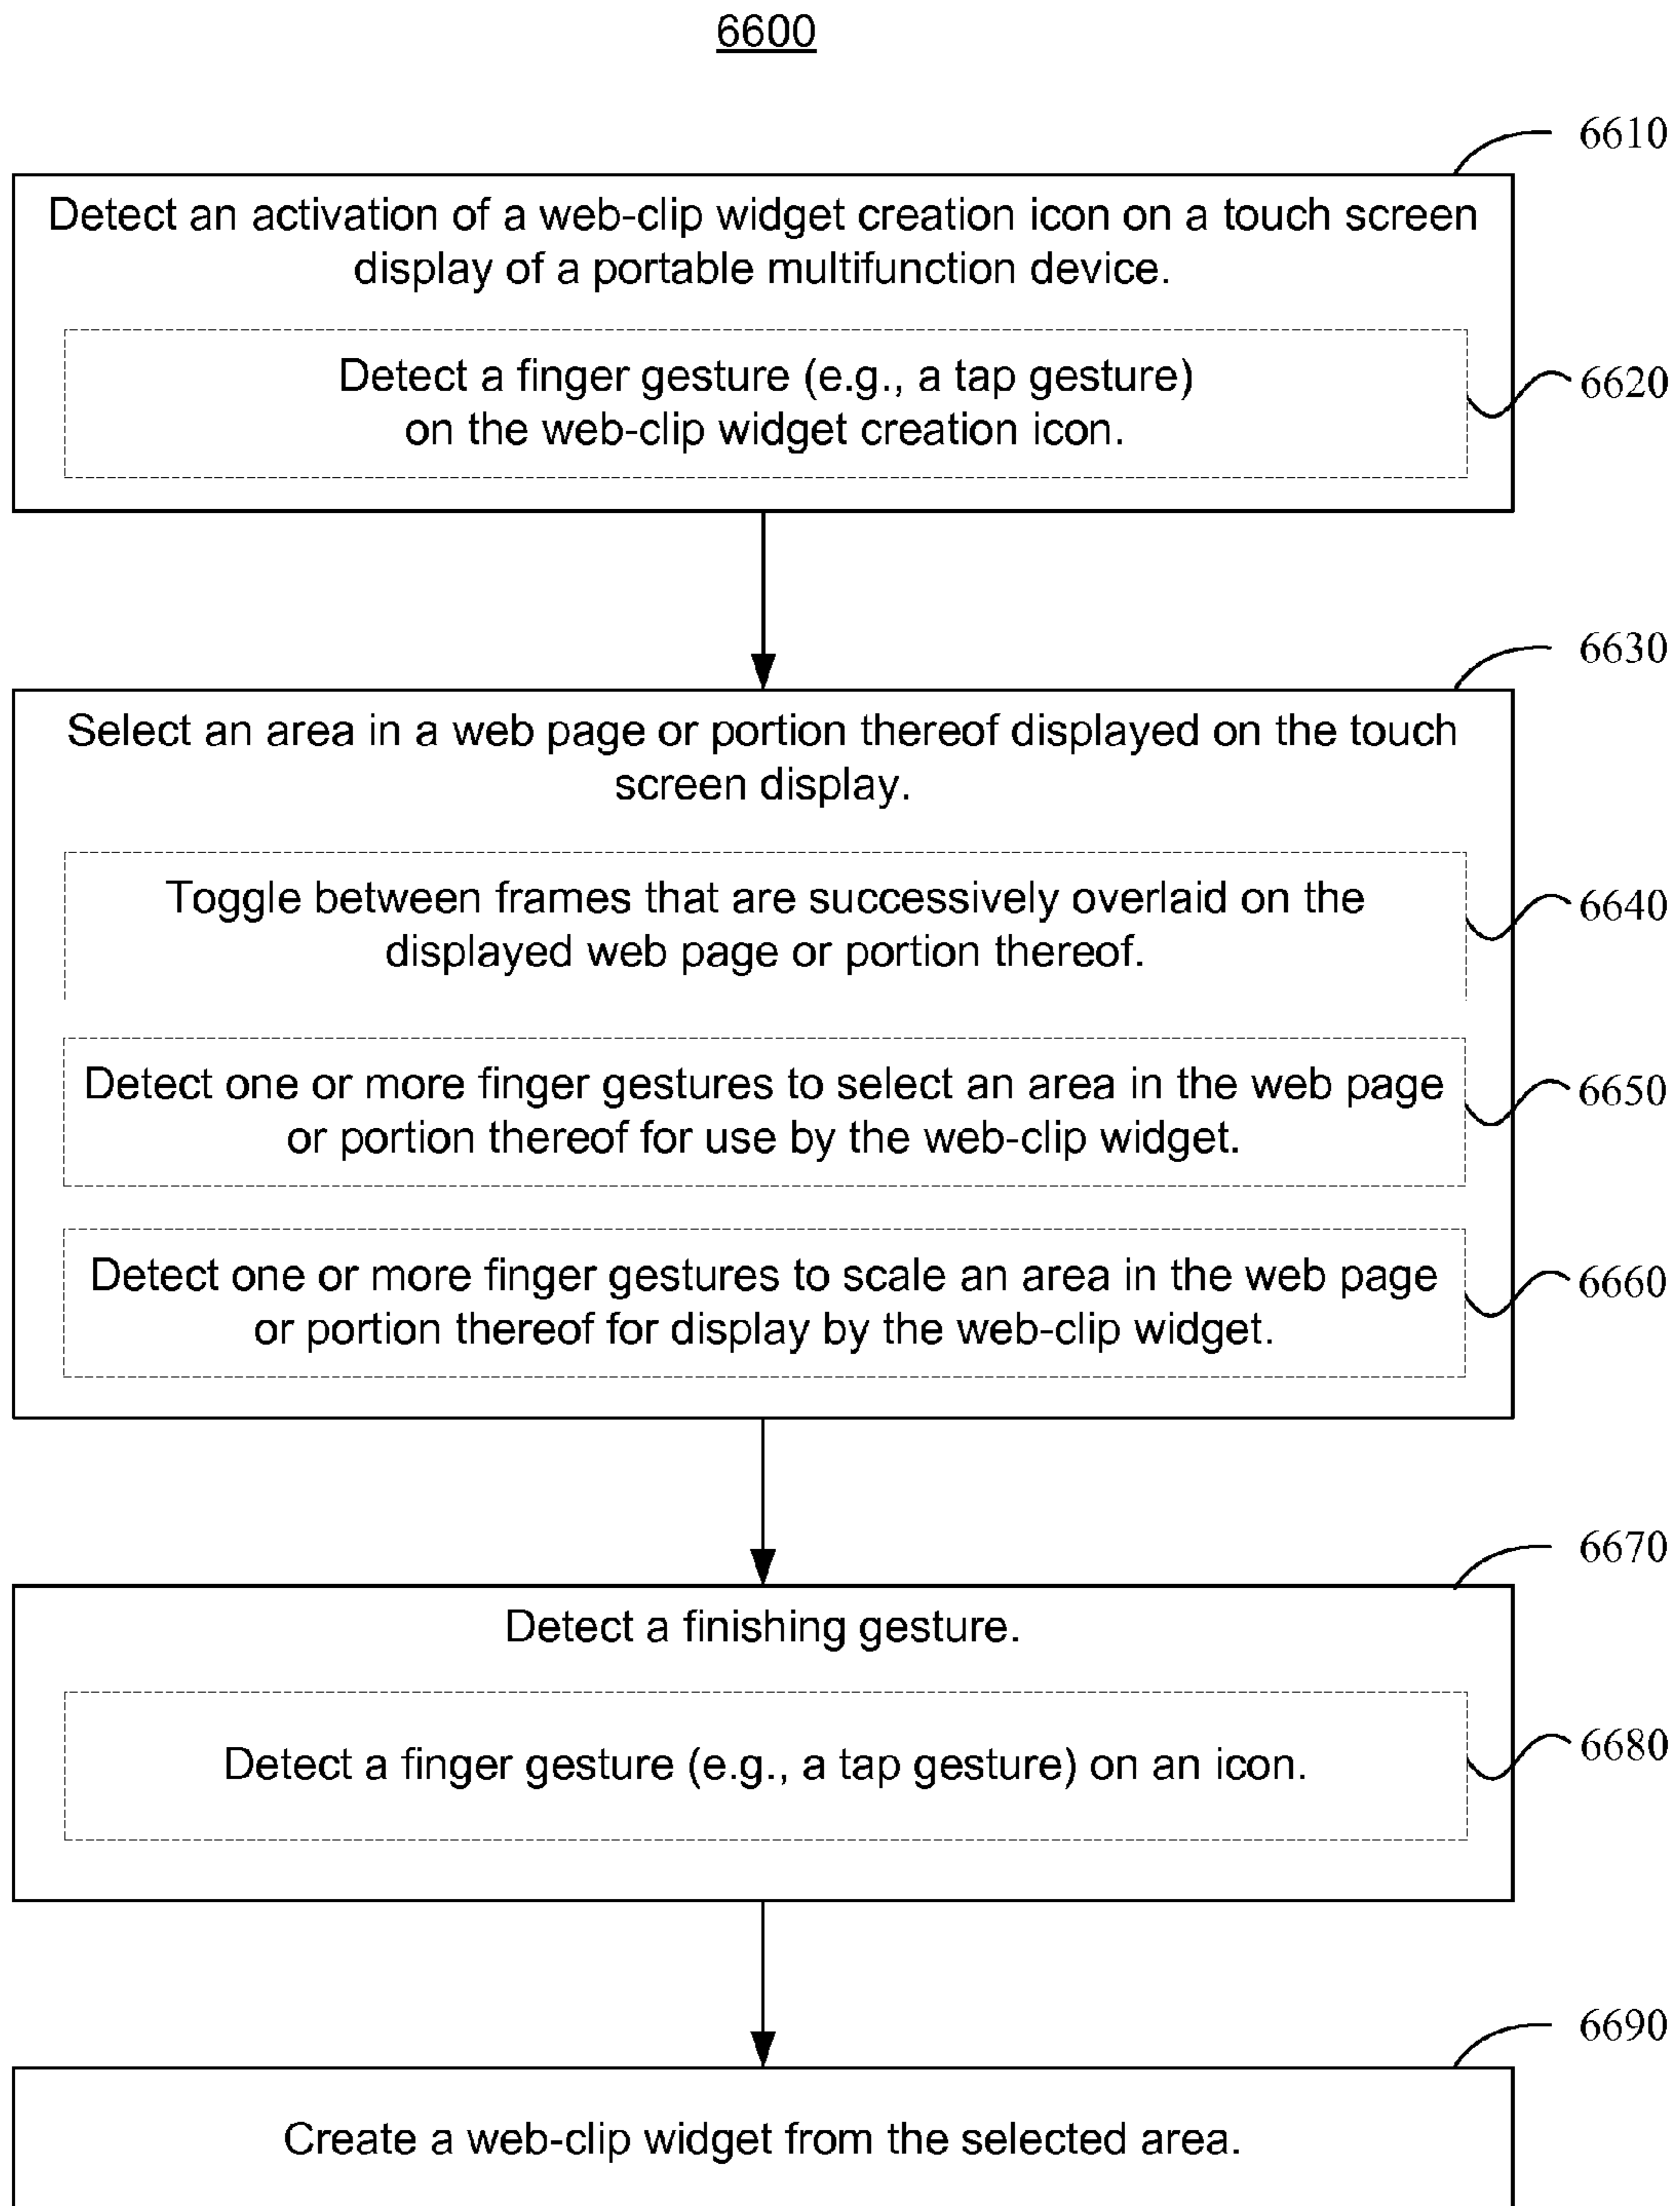 6600
6610
Detect an activation of a web-clip widget creation icon on a touch screen
display of a portable multifunction device.
Detect a finger gesture (e.g., a tap gesture)
on the web-clip widget creation icon.
6620
6630
Select an area in a web page or portion thereof displayed on the touch
screen display.
Toggle between frames that are successively overlaid on the
displayed web page or portion thereof.
6640
Detect one or more finger gestures to select an area in the web page
or portion thereof for use by the web-clip widget.
6650
Detect one or more finger gestures to scale an area in the web page
or portion thereof for display by the web-clip widget.
6660
6670
Detect a finishing gesture.
Detect a finger gesture (e.g., a tap gesture) on an icon.
6680
6690
Create a web-clip widget from the selected area.